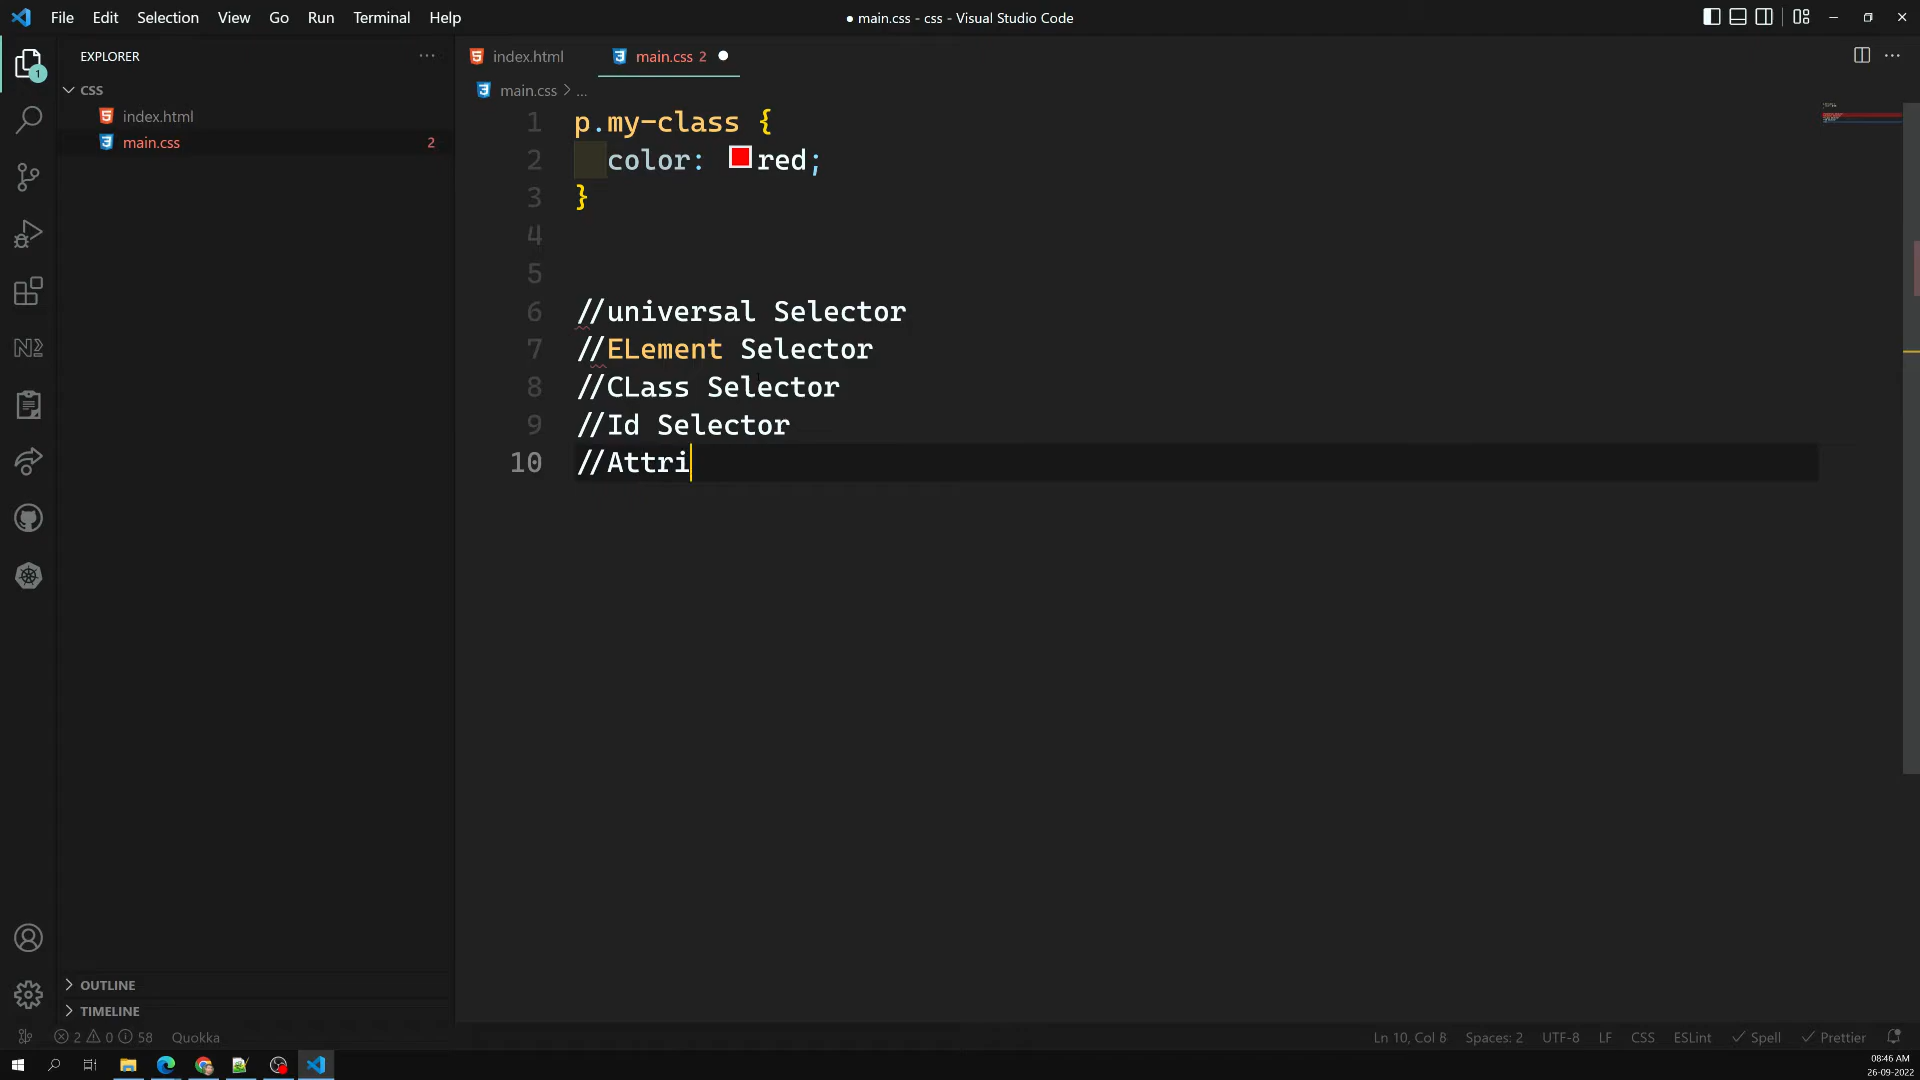 File Edit Selection View Go Run Terminal Help
● main.css - css - Visual Studio Code
EXPLORER
index.html
main.css 2
1
CSS
main.css > ...
index.html
main.css 2
1 p.my-class {
2 color: red;
3 }
4
5
6 //universal Selector
7 //ELement Selector
8 //CLass Selector
9 //Id Selector
10 //Attri
OUTLINE
TIMELINE
2 0 58 Quokka
Ln 10, Col 8 Spaces: 2 UTF-8 LF CSS ESLint ✓ Spell ✓ Prettier
08:46 AM
26-09-2022